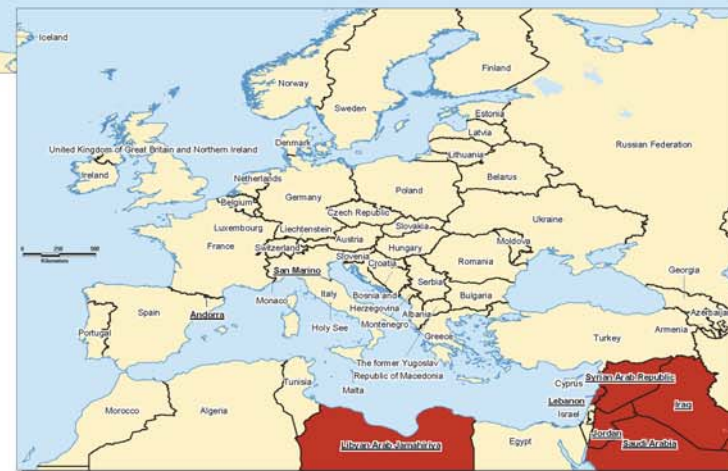 Iceland
Finland
Norway
Sweden
Estonia
Latvia
Russian Federation
United Kingdom of Great Britain and Northern Ireland
Denmark
Lithuania
Ireland
Netherlands
Belarus
Belgium
Germany
Poland
Luxembourg
Czech Republic
Ukraine
France
Liechtenstein
Slovakia
Switzerland
Austria
Hungary
Moldova
Slovenia
Croatia
Romania
San Marino
Georgia
Serbia
Monaco
Italy
Bosnia and
Herzegovina
Bulgaria
Spain
Andorra
Azerbaijan
Portugal
Holy See
Montenegro
Albania
Armenia
Greece
Turkey
The former Yugoslav
Republic of Macedonia
Tunisia
Malta
Cyprus
Syrian Arab Republic
Lebanon
Iraq
Morocco
Algeria
Israel
Jordan
Libyan Arab Jamahiriya
Egypt
Saudi Arabia